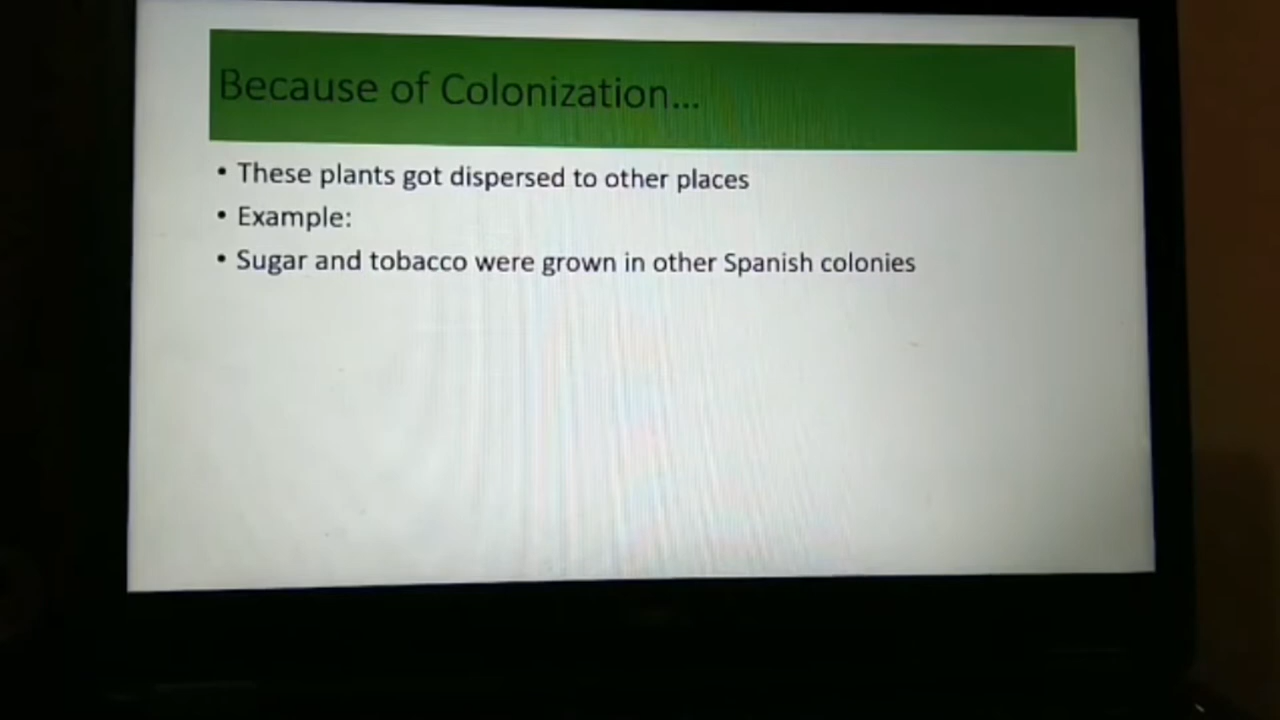 Because of Colonization...
• These plants got dispersed to other places
• Example:
• Sugar and tobacco were grown in other Spanish colonies